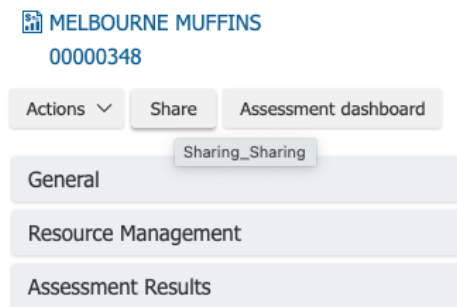 MELBOURNE MUFFINS
00000348
Actions Share Assessment dashboard
Sharing_Sharing
General
Resource Management
Assessment Results